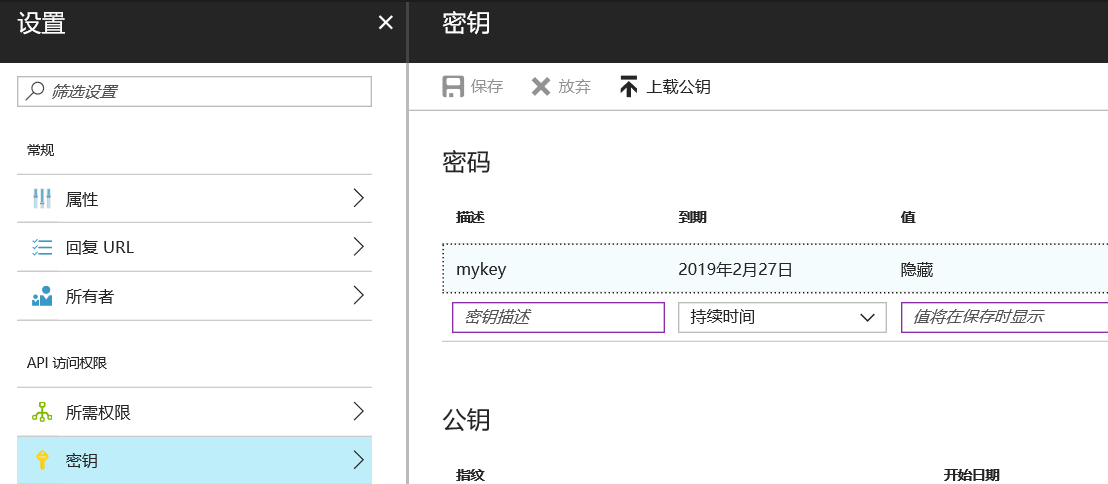 设置
筛选设置
常规
属性
回复 URL
所有者
API 访问权限
所需权限
密钥
密钥
保存 放弃 上载公钥
密码
描述 到期 值
mykey 2019年2月27日 隐藏
密钥描述 持续时间 值将在保存时显示
公钥
指纹 开始日期